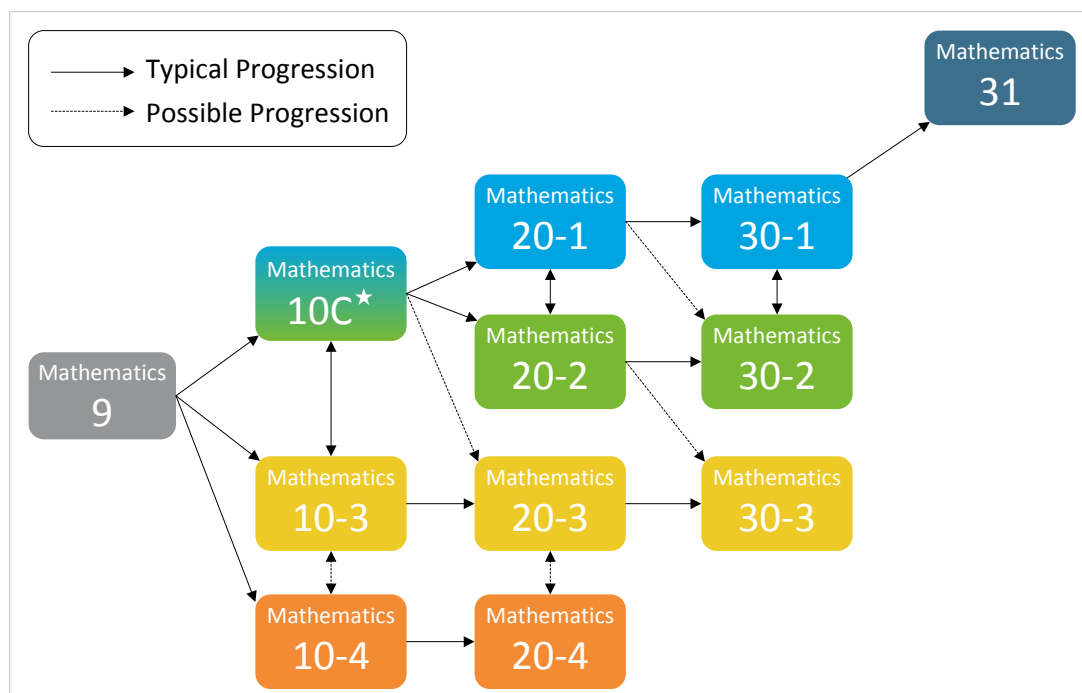 Typical Progression
Possible Progression
Mathematics
31
Mathematics
20-1
Mathematics
30-1
Mathematics
10C★
Mathematics
20-2
Mathematics
30-2
Mathematics
9
Mathematics
10-3
Mathematics
20-3
Mathematics
30-3
Mathematics
10-4
Mathematics
20-4